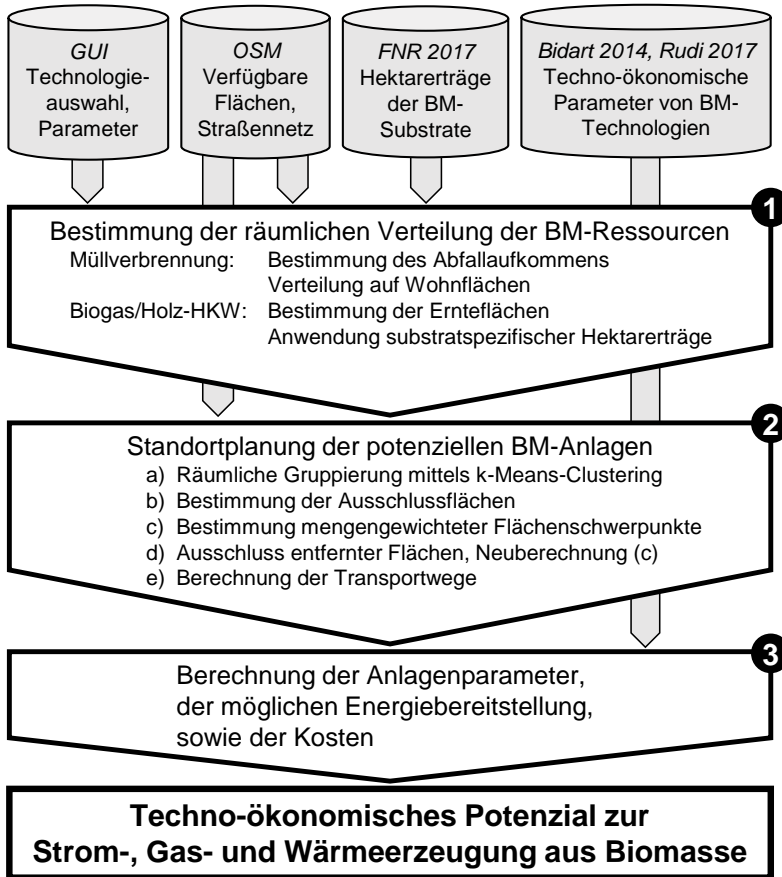 GUI
Technologie-
auswahl,
Parameter
OSM
Verfügbare
Flächen,
Straßennetz
FNR 2017
Hektarerträge
der BM-
Substrate
Bidart 2014, Rudi 2017
Techno-ökonomische
Parameter von BM-
Technologien
1
Bestimmung der räumlichen Verteilung der BM-Ressourcen
Müllverbrennung: Bestimmung des Abfallaufkommens
Verteilung auf Wohnflächen
Biogas/Holz-HKW: Bestimmung der Ernteflächen
Anwendung substratspezifischer Hektarerträge
2
Standortplanung der potenziellen BM-Anlagen
a) Räumliche Gruppierung mittels k-Means-Clustering
b) Bestimmung der Ausschlussflächen
c) Bestimmung mengengewichteter Flächenschwerpunkte
d) Ausschluss entfernter Flächen, Neuberechnung (c)
e) Berechnung der Transportwege
3
Berechnung der Anlagenparameter,
der möglichen Energiebereitstellung,
sowie der Kosten
Techno-ökonomisches Potenzial zur
Strom-, Gas- und Wärmeerzeugung aus Biomasse